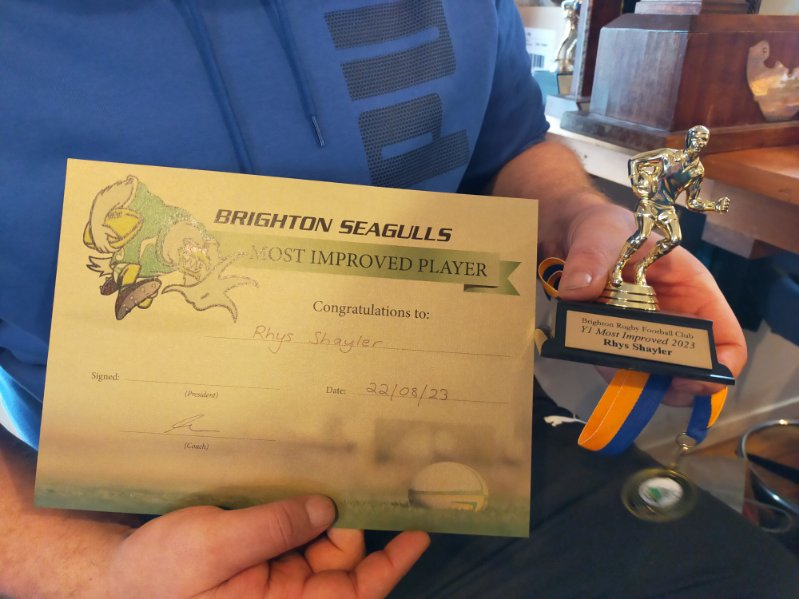 BRIGHTON SEAGULLS
MOST IMPROVED PLAYER
Congratulations to:
Rhys Shayler
Signed:
(President)
Date: 22/08/23
(Coach)
Brighton Rugby Football Club
Y1 Most Improved 2023
Rhys Shayler